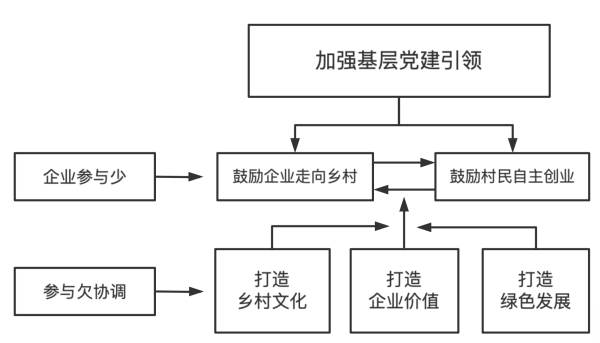 加强基层党建引领
企业参与少
鼓励企业走向乡村
鼓励村民自主创业
参与欠协调
打造
乡村文化
打造
企业价值
打造
绿色发展